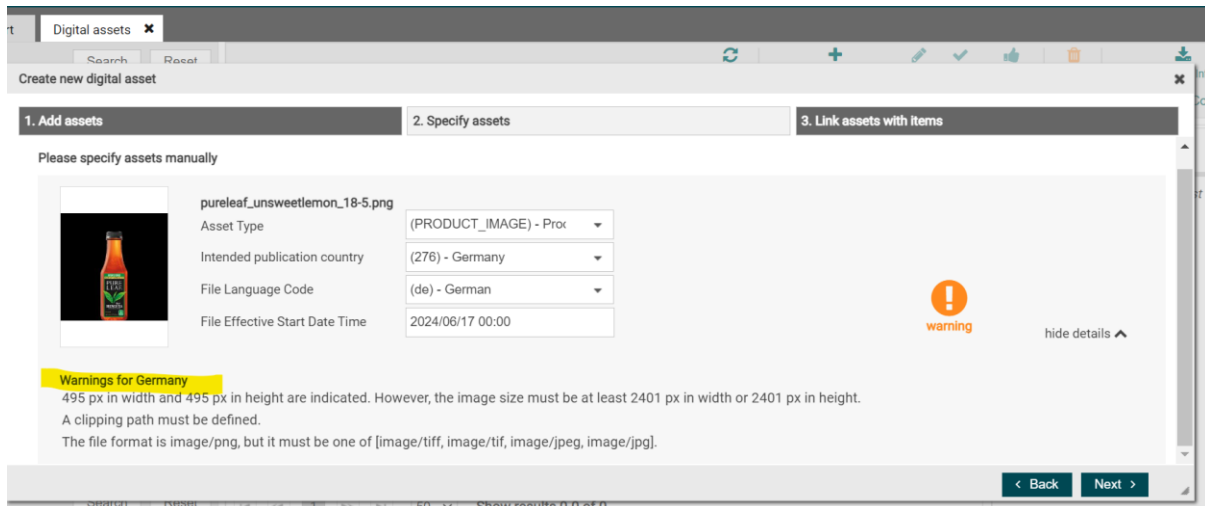 Digital assets ✖
Search Reset
Create new digital asset
1. Add assets 2. Specify assets 3. Link assets with items
Please specify assets manually
pureleaf_unsweetlemon_18-5.png
Asset Type (PRODUCT_IMAGE) - Proc
Intended publication country (276) - Germany
File Language Code (de) - German
File Effective Start Date Time 2024/06/17 00:00
PURE
LEAF
warning
hide details
Warnings for Germany
495 px in width and 495 px in height are indicated. However, the image size must be at least 2401 px in width or 2401 px in height.
A clipping path must be defined.
The file format is image/png, but it must be one of [image/tiff, image/tif, image/jpeg, image/jpg].
< Back Next >
Search Reset 50 Show results 0-0 of 0